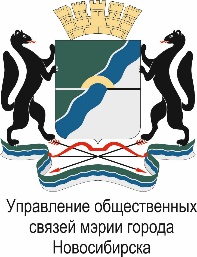 Управление общественных
связей мэрии города
Новосибирска